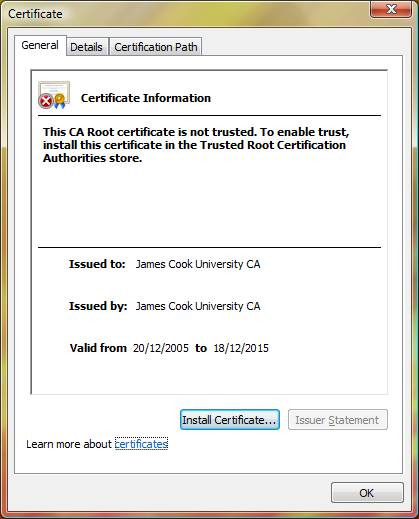 Certificate
General Details Certification Path
Certificate Information
This CA Root certificate is not trusted. To enable trust,
install this certificate in the Trusted Root Certification
Authorities store.
Issued to: James Cook University CA
Issued by: James Cook University CA
Valid from 20/12/2005 to 18/12/2015
Install Certificate... Issuer Statement
Learn more about certificates
OK